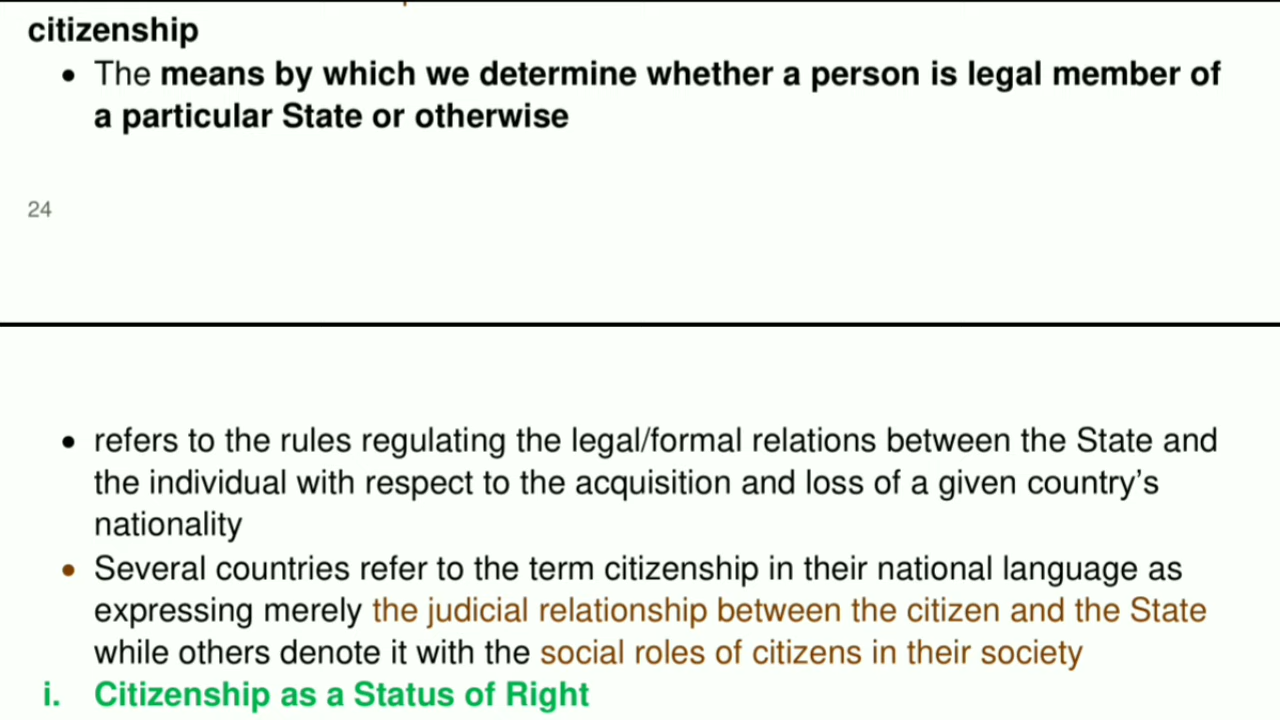 citizenship
• The means by which we determine whether a person is legal member of
a particular State or otherwise
24
• refers to the rules regulating the legal/formal relations between the State and
the individual with respect to the acquisition and loss of a given country’s
nationality
• Several countries refer to the term citizenship in their national language as
expressing merely the judicial relationship between the citizen and the State
while others denote it with the social roles of citizens in their society
i. Citizenship as a Status of Right